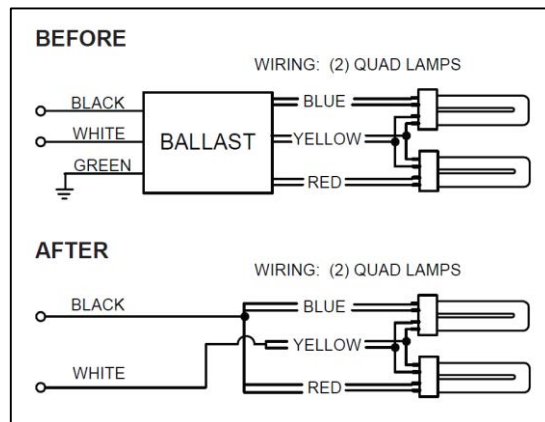 BEFORE
WIRING: (2) QUAD LAMPS
BLACK
BLUE
WHITE
BALLAST
YELLOW
GREEN
RED
AFTER
WIRING: (2) QUAD LAMPS
BLACK
BLUE
YELLOW
WHITE
RED